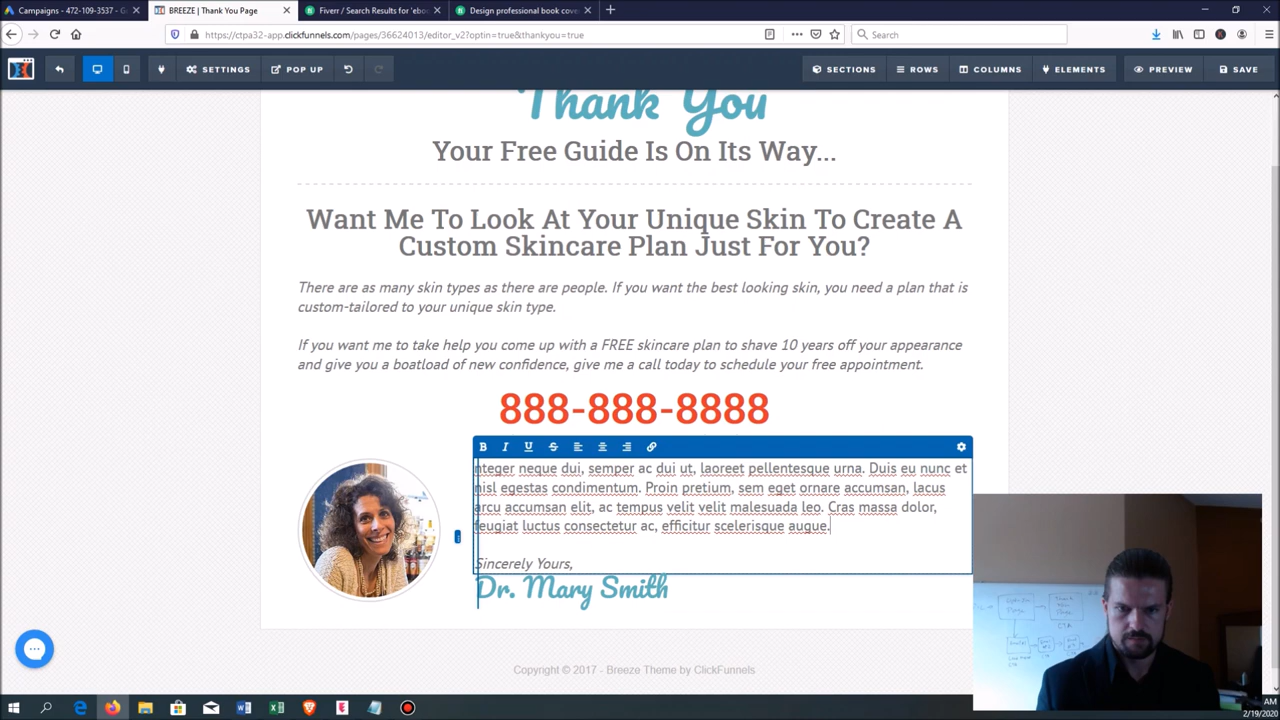 Campaigns - 472-109-3537 - Go
BREEZE | Thank You Page
Fiverr / Search Results for 'ebo
Design professional book cove
https://ctpa32-app.clickfunnels.com/pages/36624013/editor_v2?optin=true&thankyou=true
Search
SETTINGS
POP UP
SECTIONS
ROWS
COLUMNS
ELEMENTS
PREVIEW
SAVE
Thank You
Your Free Guide Is On Its Way...
Want Me To Look At Your Unique Skin To Create A
Custom Skincare Plan Just For You?
There are as many skin types as there are people. If you want the best looking skin, you need a plan that is
custom-tailored to your unique skin type.
If you want me to take help you come up with a FREE skincare plan to shave 10 years off your appearance
and give you a boatload of new confidence, give me a call today to schedule your free appointment.
888-888-8888
B I U S
nteger neque dui, semper ac dui ut, laoreet pellentesque urna. Duis eu nunc et
nisl egestas condimentum. Proin pretium, sem eget ornare accumsan, lacus
arcu accumsan elit, ac tempus velit velit malesuada leo. Cras massa dolor,
feugiat luctus consectetur ac, efficitur scelerisque augue.
Sincerely Yours,
Dr. Mary Smith
Copyright © 2017 - Breeze Theme by ClickFunnels
AM
2/19/2020